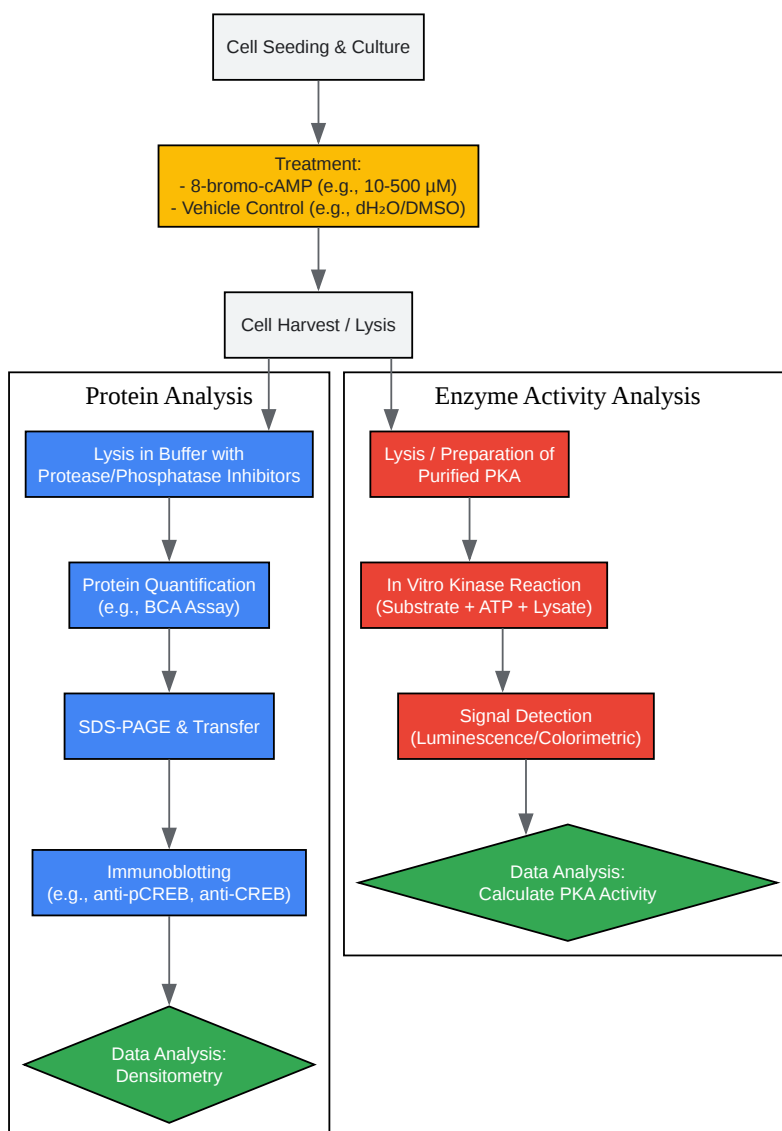 Cell Seeding & Culture
Treatment:
- 8-bromo-cAMP (e.g., 10-500 µM)
- Vehicle Control (e.g., dH₂O/DMSO)
Cell Harvest / Lysis
Protein Analysis
Lysis in Buffer with
Protease/Phosphatase Inhibitors
Protein Quantification
(e.g., BCA Assay)
SDS-PAGE & Transfer
Immunoblotting
(e.g., anti-pCREB, anti-CREB)
Data Analysis:
Densitometry
Enzyme Activity Analysis
Lysis / Preparation of
Purified PKA
In Vitro Kinase Reaction
(Substrate + ATP + Lysate)
Signal Detection
(Luminescence/Colorimetric)
Data Analysis:
Calculate PKA Activity